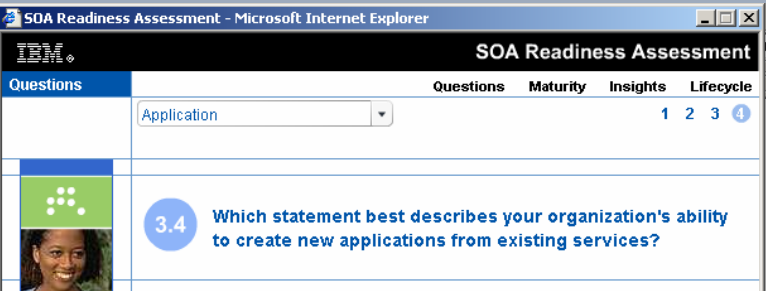 SOA Readiness Assessment - Microsoft Internet Explorer
IBM®
SOA Readiness Assessment
Questions
Questions Maturity Insights Lifecycle
Application
1 2 3 4
3.4
Which statement best describes your organization's ability
to create new applications from existing services?